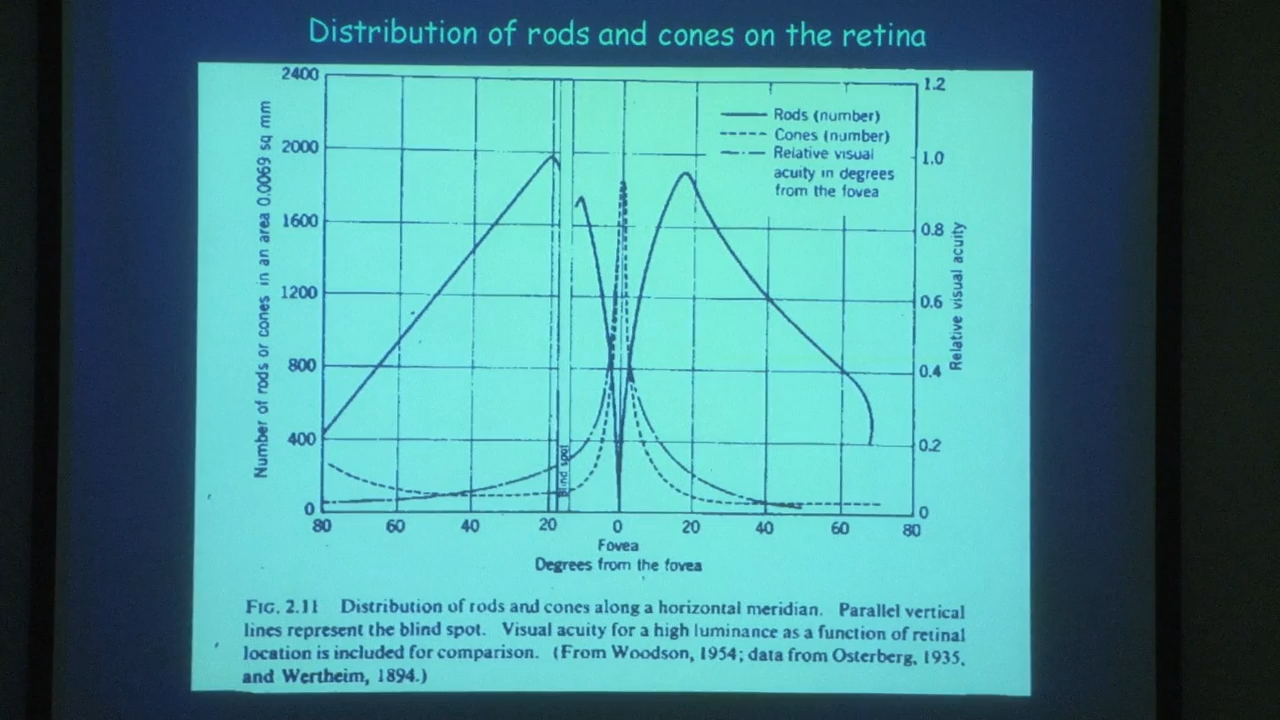 Distribution of rods and cones on the retina
2400
2000
1600
1200
800
400
0
Number of rods or cones in an area 0.0069 sq mm
Rods (number)
Cones (number)
Relative visual
acuity in degrees
from the fovea
1.2
1.0
0.8
0.6
0.4
0.2
0
Relative visual acuity
Blind spot
80 60 40 20 0 20 40 60 80
Fovea
Degrees from the fovea
FIG. 2.11 Distribution of rods and cones along a horizontal meridian. Parallel vertical
lines represent the blind spot. Visual acuity for a high luminance as a function of retinal
location is included for comparison. (From Woodson, 1954; data from Osterberg, 1935,
and Wertheim, 1894.)